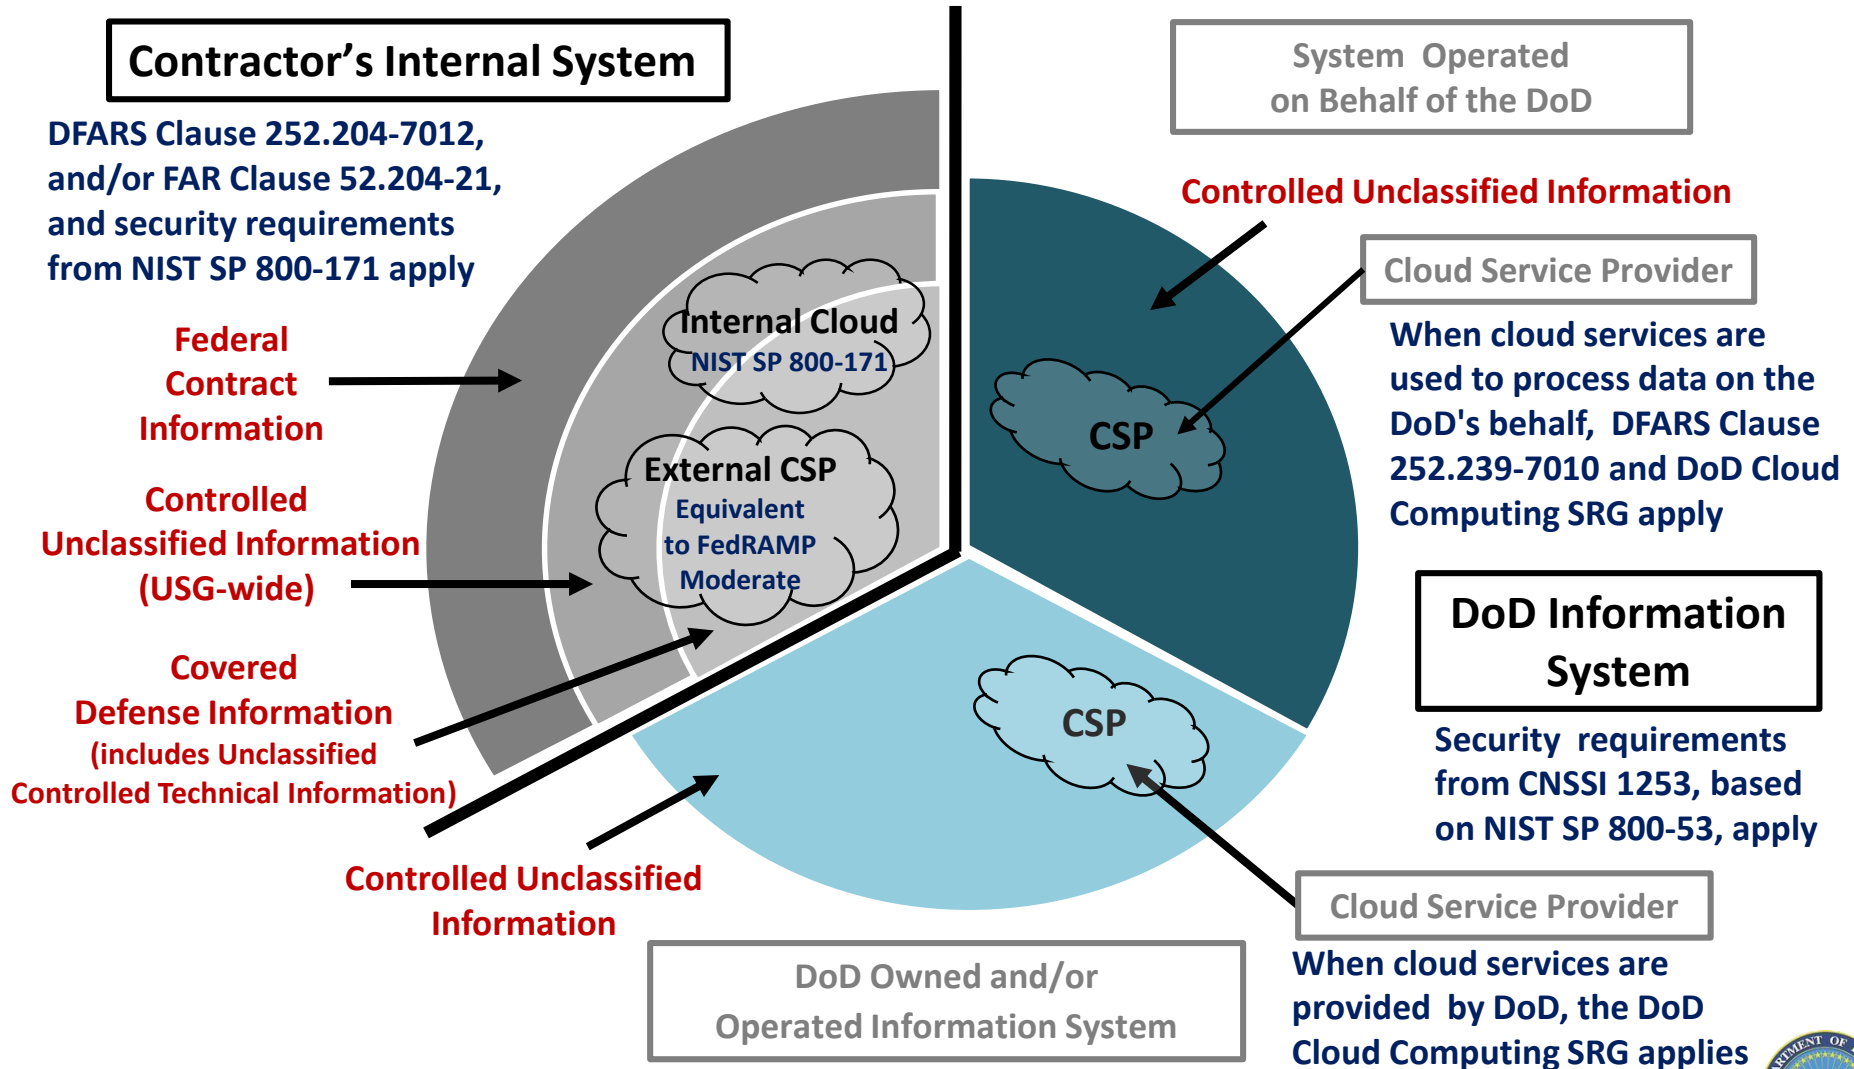 Contractor's Internal System
DFARS Clause 252.204-7012,
and/or FAR Clause 52.204-21,
and security requirements
from NIST SP 800-171 apply
Federal
Contract
Information
Controlled
Unclassified Information
(USG-wide)
Covered
Defense Information
(includes Unclassified
Controlled Technical Information)
Internal Cloud
NIST SP 800-171
External CSP
Equivalent
to FedRAMP
Moderate
System Operated
on Behalf of the DoD
Controlled Unclassified Information
Cloud Service Provider
When cloud services are
used to process data on the
DoD's behalf, DFARS Clause
252.239-7010 and DoD Cloud
Computing SRG apply
CSP
DoD Information
System
Security requirements
from CNSSI 1253, based
on NIST SP 800-53, apply
CSP
Controlled Unclassified
Information
DoD Owned and/or
Operated Information System
Cloud Service Provider
When cloud services are
provided by DoD, the DoD
Cloud Computing SRG applies